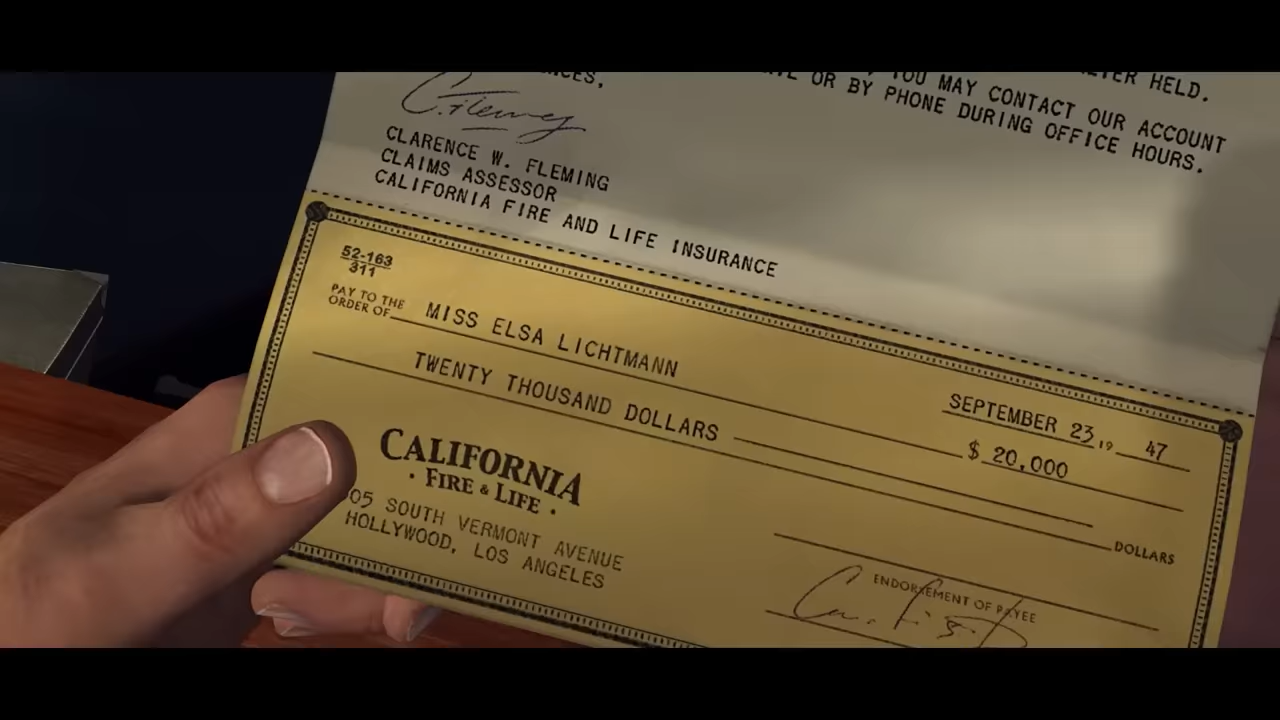 HELD.
YOU MAY CONTACT OUR ACCOUNT
OR BY PHONE DURING OFFICE HOURS.
C. Fleming
CLARENCE W. FLEMING
CLAIMS ASSESSOR
CALIFORNIA FIRE AND LIFE INSURANCE
52-163
311
PAY TO THE
ORDER OF MISS ELSA LICHTMANN
TWENTY THOUSAND DOLLARS
SEPTEMBER 23, 19 47
$ 20,000
DOLLARS
CALIFORNIA
· FIRE & LIFE ·
05 SOUTH VERMONT AVENUE
HOLLYWOOD, LOS ANGELES
ENDORSEMENT OF PAYEE